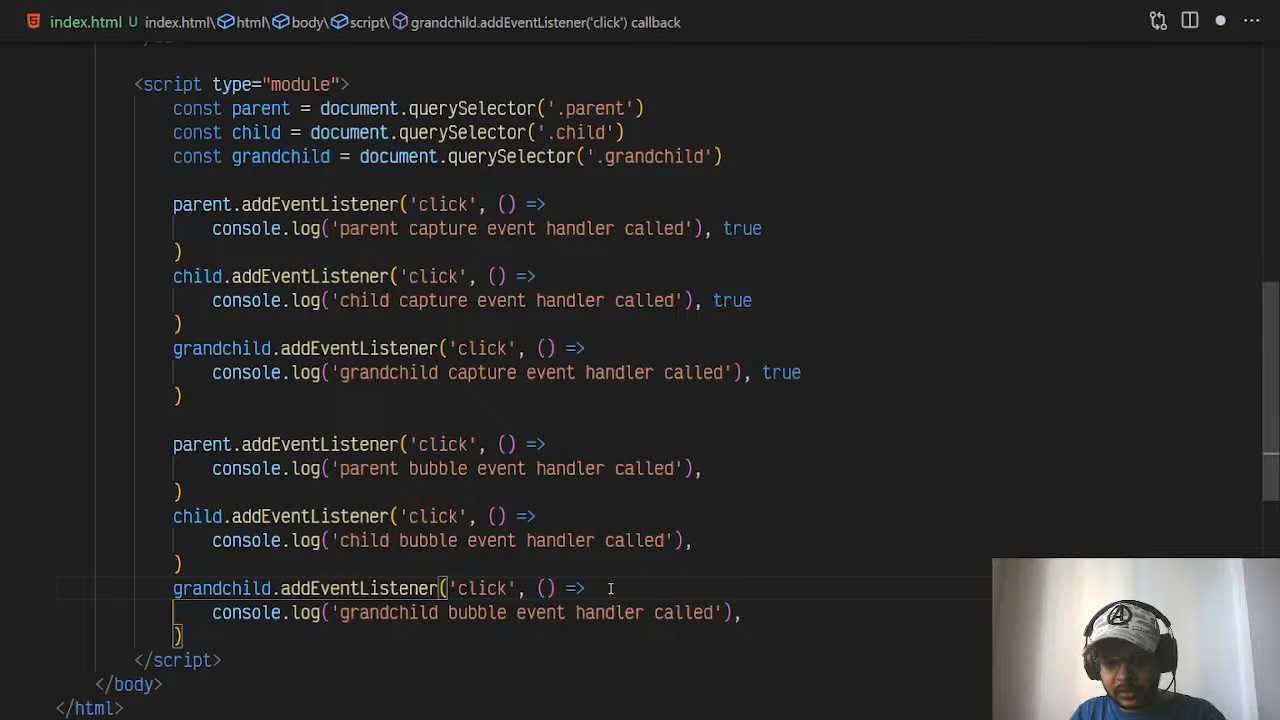 index.html U index.html\html\body\script\grandchild.addEventListener('click') callback
<script type="module">
const parent = document.querySelector('.parent')
const child = document.querySelector('.child')
const grandchild = document.querySelector('.grandchild')
parent.addEventListener('click', () =>
console.log('parent capture event handler called'), true
)
child.addEventListener('click', () =>
console.log('child capture event handler called'), true
)
grandchild.addEventListener('click', () =>
console.log('grandchild capture event handler called'), true
)
parent.addEventListener('click', () =>
console.log('parent bubble event handler called'),
)
child.addEventListener('click', () =>
console.log('child bubble event handler called'),
)
grandchild.addEventListener('click', () =>
console.log('grandchild bubble event handler called'),
)
</script>
</body>
</html>